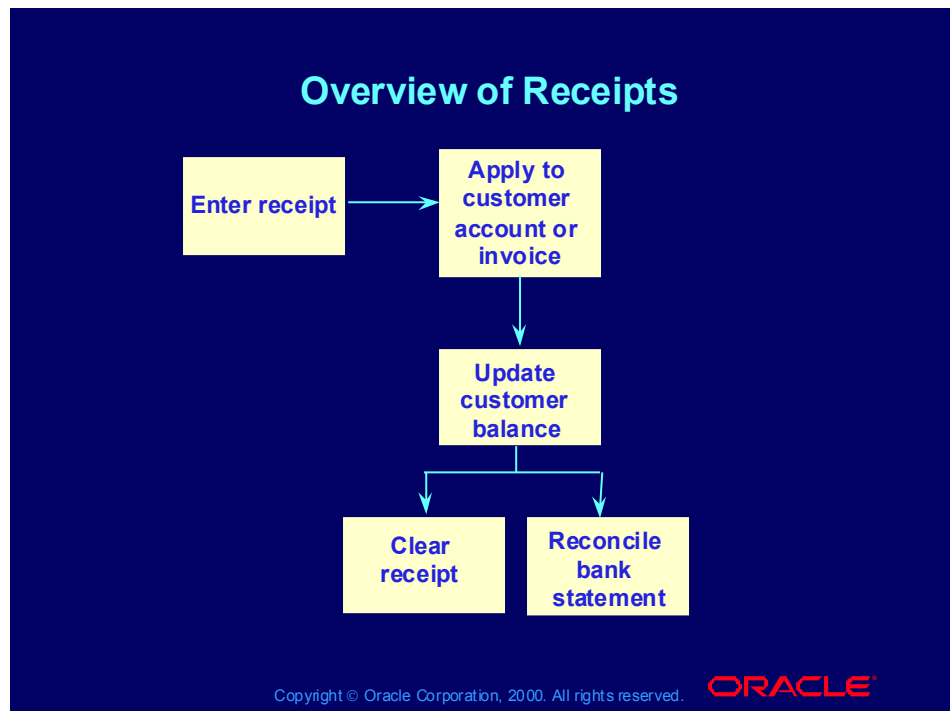 Overview of Receipts
Enter receipt
Apply to
customer
account or
invoice
Update
customer
balance
Clear
receipt
Reconcile
bank
statement
Copyright © Oracle Corporation, 2000. All rights reserved.
ORACLE®